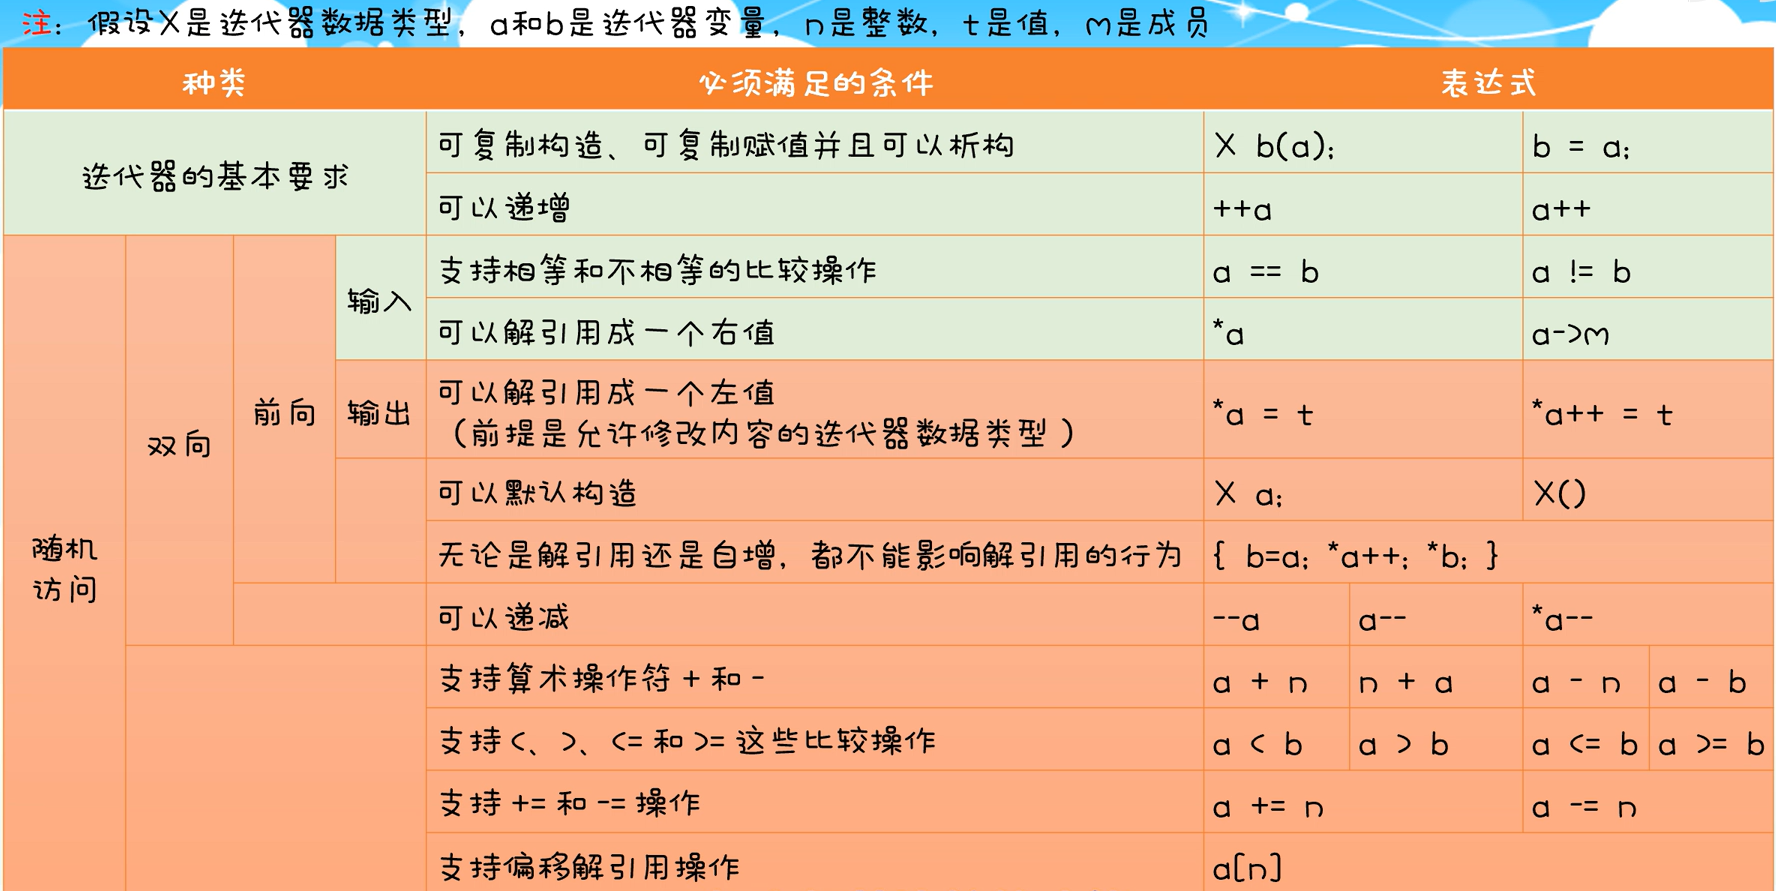 注：假设X是迭代器数据类型，a和b是迭代器变量，n是整数，t是值，m是成员
种类 必须满足的条件 表达式
迭代器的基本要求
可复制构造、可复制赋值并且可以析构 X b(a); b = a;
可以递增 ++a a++
随机
访问
双向
前向
输入
支持相等和不相等的比较操作 a == b a != b
可以解引用成一个右值 *a a->m
输出
可以解引用成一个左值
（前提是允许修改内容的迭代器数据类型 ）
*a = t *a++ = t
可以默认构造 X a; X()
无论是解引用还是自增，都不能影响解引用的行为 { b=a; *a++; *b; }
可以递减 --a a-- *a--
支持算术操作符 + 和 - a + n n + a a - n a - b
支持 <、>、<= 和 >= 这些比较操作 a < b a > b a <= b a >= b
支持 += 和 -= 操作 a += n a -= n
支持偏移解引用操作 a[n]